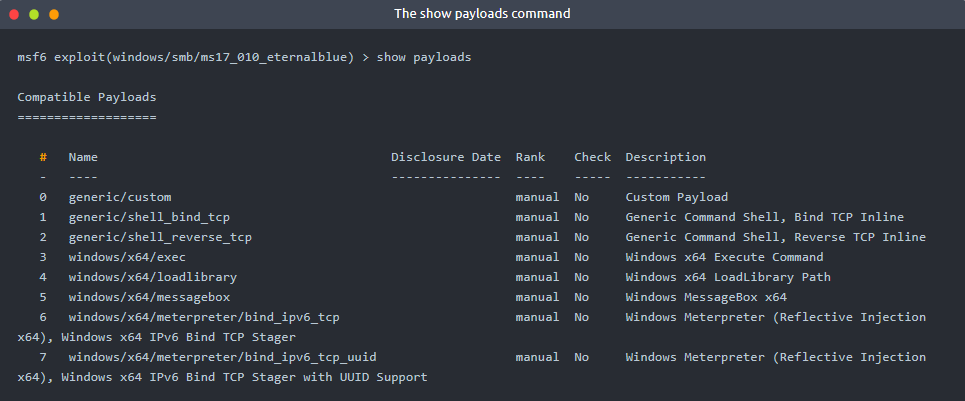 The show payloads command
msf6 exploit(windows/smb/ms17_010_eternalblue) > show payloads
Compatible Payloads
===================
# Name Disclosure Date Rank Check Description
- ---- --------------- ---- ----- -----------
0 generic/custom manual No Custom Payload
1 generic/shell_bind_tcp manual No Generic Command Shell, Bind TCP Inline
2 generic/shell_reverse_tcp manual No Generic Command Shell, Reverse TCP Inline
3 windows/x64/exec manual No Windows x64 Execute Command
4 windows/x64/loadlibrary manual No Windows x64 LoadLibrary Path
5 windows/x64/messagebox manual No Windows MessageBox x64
6 windows/x64/meterpreter/bind_ipv6_tcp manual No Windows Meterpreter (Reflective Injection
x64), Windows x64 IPv6 Bind TCP Stager
7 windows/x64/meterpreter/bind_ipv6_tcp_uuid manual No Windows Meterpreter (Reflective Injection
x64), Windows x64 IPv6 Bind TCP Stager with UUID Support